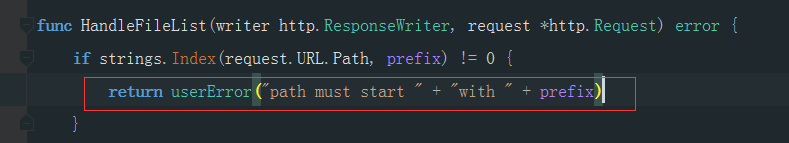 func HandleFileList(writer http.ResponseWriter, request *http.Request) error {
if strings.Index(request.URL.Path, prefix) != 0 {
return userError("path must start " + "with " + prefix)
}